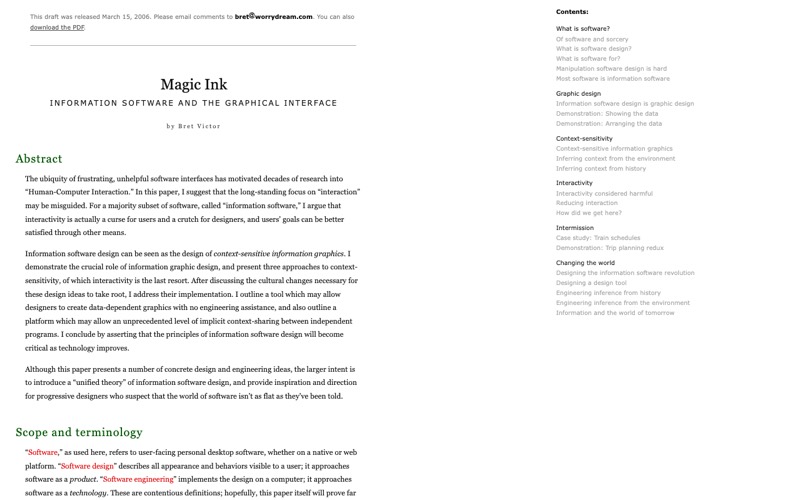 This draft was released March 15, 2006. Please email comments to bret@worrydream.com. You can also
download the PDF.
Magic Ink
INFORMATION SOFTWARE AND THE GRAPHICAL INTERFACE
by Bret Victor
Abstract
The ubiquity of frustrating, unhelpful software interfaces has motivated decades of research into
“Human-Computer Interaction.” In this paper, I suggest that the long-standing focus on “interaction”
may be misguided. For a majority subset of software, called “information software,” I argue that
interactivity is actually a curse for users and a crutch for designers, and users’ goals can be better
satisfied through other means.
Information software design can be seen as the design of context-sensitive information graphics. I
demonstrate the crucial role of information graphic design, and present three approaches to context-
sensitivity, of which interactivity is the last resort. After discussing the cultural changes necessary for
these design ideas to take root, I address their implementation. I outline a tool which may allow
designers to create data-dependent graphics with no engineering assistance, and also outline a
platform which may allow an unprecedented level of implicit context-sharing between independent
programs. I conclude by asserting that the principles of information software design will become
critical as technology improves.
Although this paper presents a number of concrete design and engineering ideas, the larger intent is
to introduce a “unified theory” of information software design, and provide inspiration and direction
for progressive designers who suspect that the world of software isn’t as flat as they’ve been told.
Scope and terminology
“Software,” as used here, refers to user-facing personal desktop software, whether on a native or web
platform. “Software design” describes all appearance and behaviors visible to a user; it approaches
software as a product. “Software engineering” implements the design on a computer; it approaches
software as a technology. These are contentious definitions; hopefully, this paper itself will prove far
Contents:
What is software?
Of software and sorcery
What is software design?
What is software for?
Manipulation software design is hard
Most software is information software
Graphic design
Information software design is graphic design
Demonstration: Showing the data
Demonstration: Arranging the data
Context-sensitivity
Context-sensitive information graphics
Inferring context from the environment
Inferring context from history
Interactivity
Interactivity considered harmful
Reducing interaction
How did we get here?
Intermission
Case study: Train schedules
Demonstration: Trip planning redux
Changing the world
Designing the information software revolution
Designing a design tool
Engineering inference from history
Engineering inference from the environment
Information and the world of tomorrow